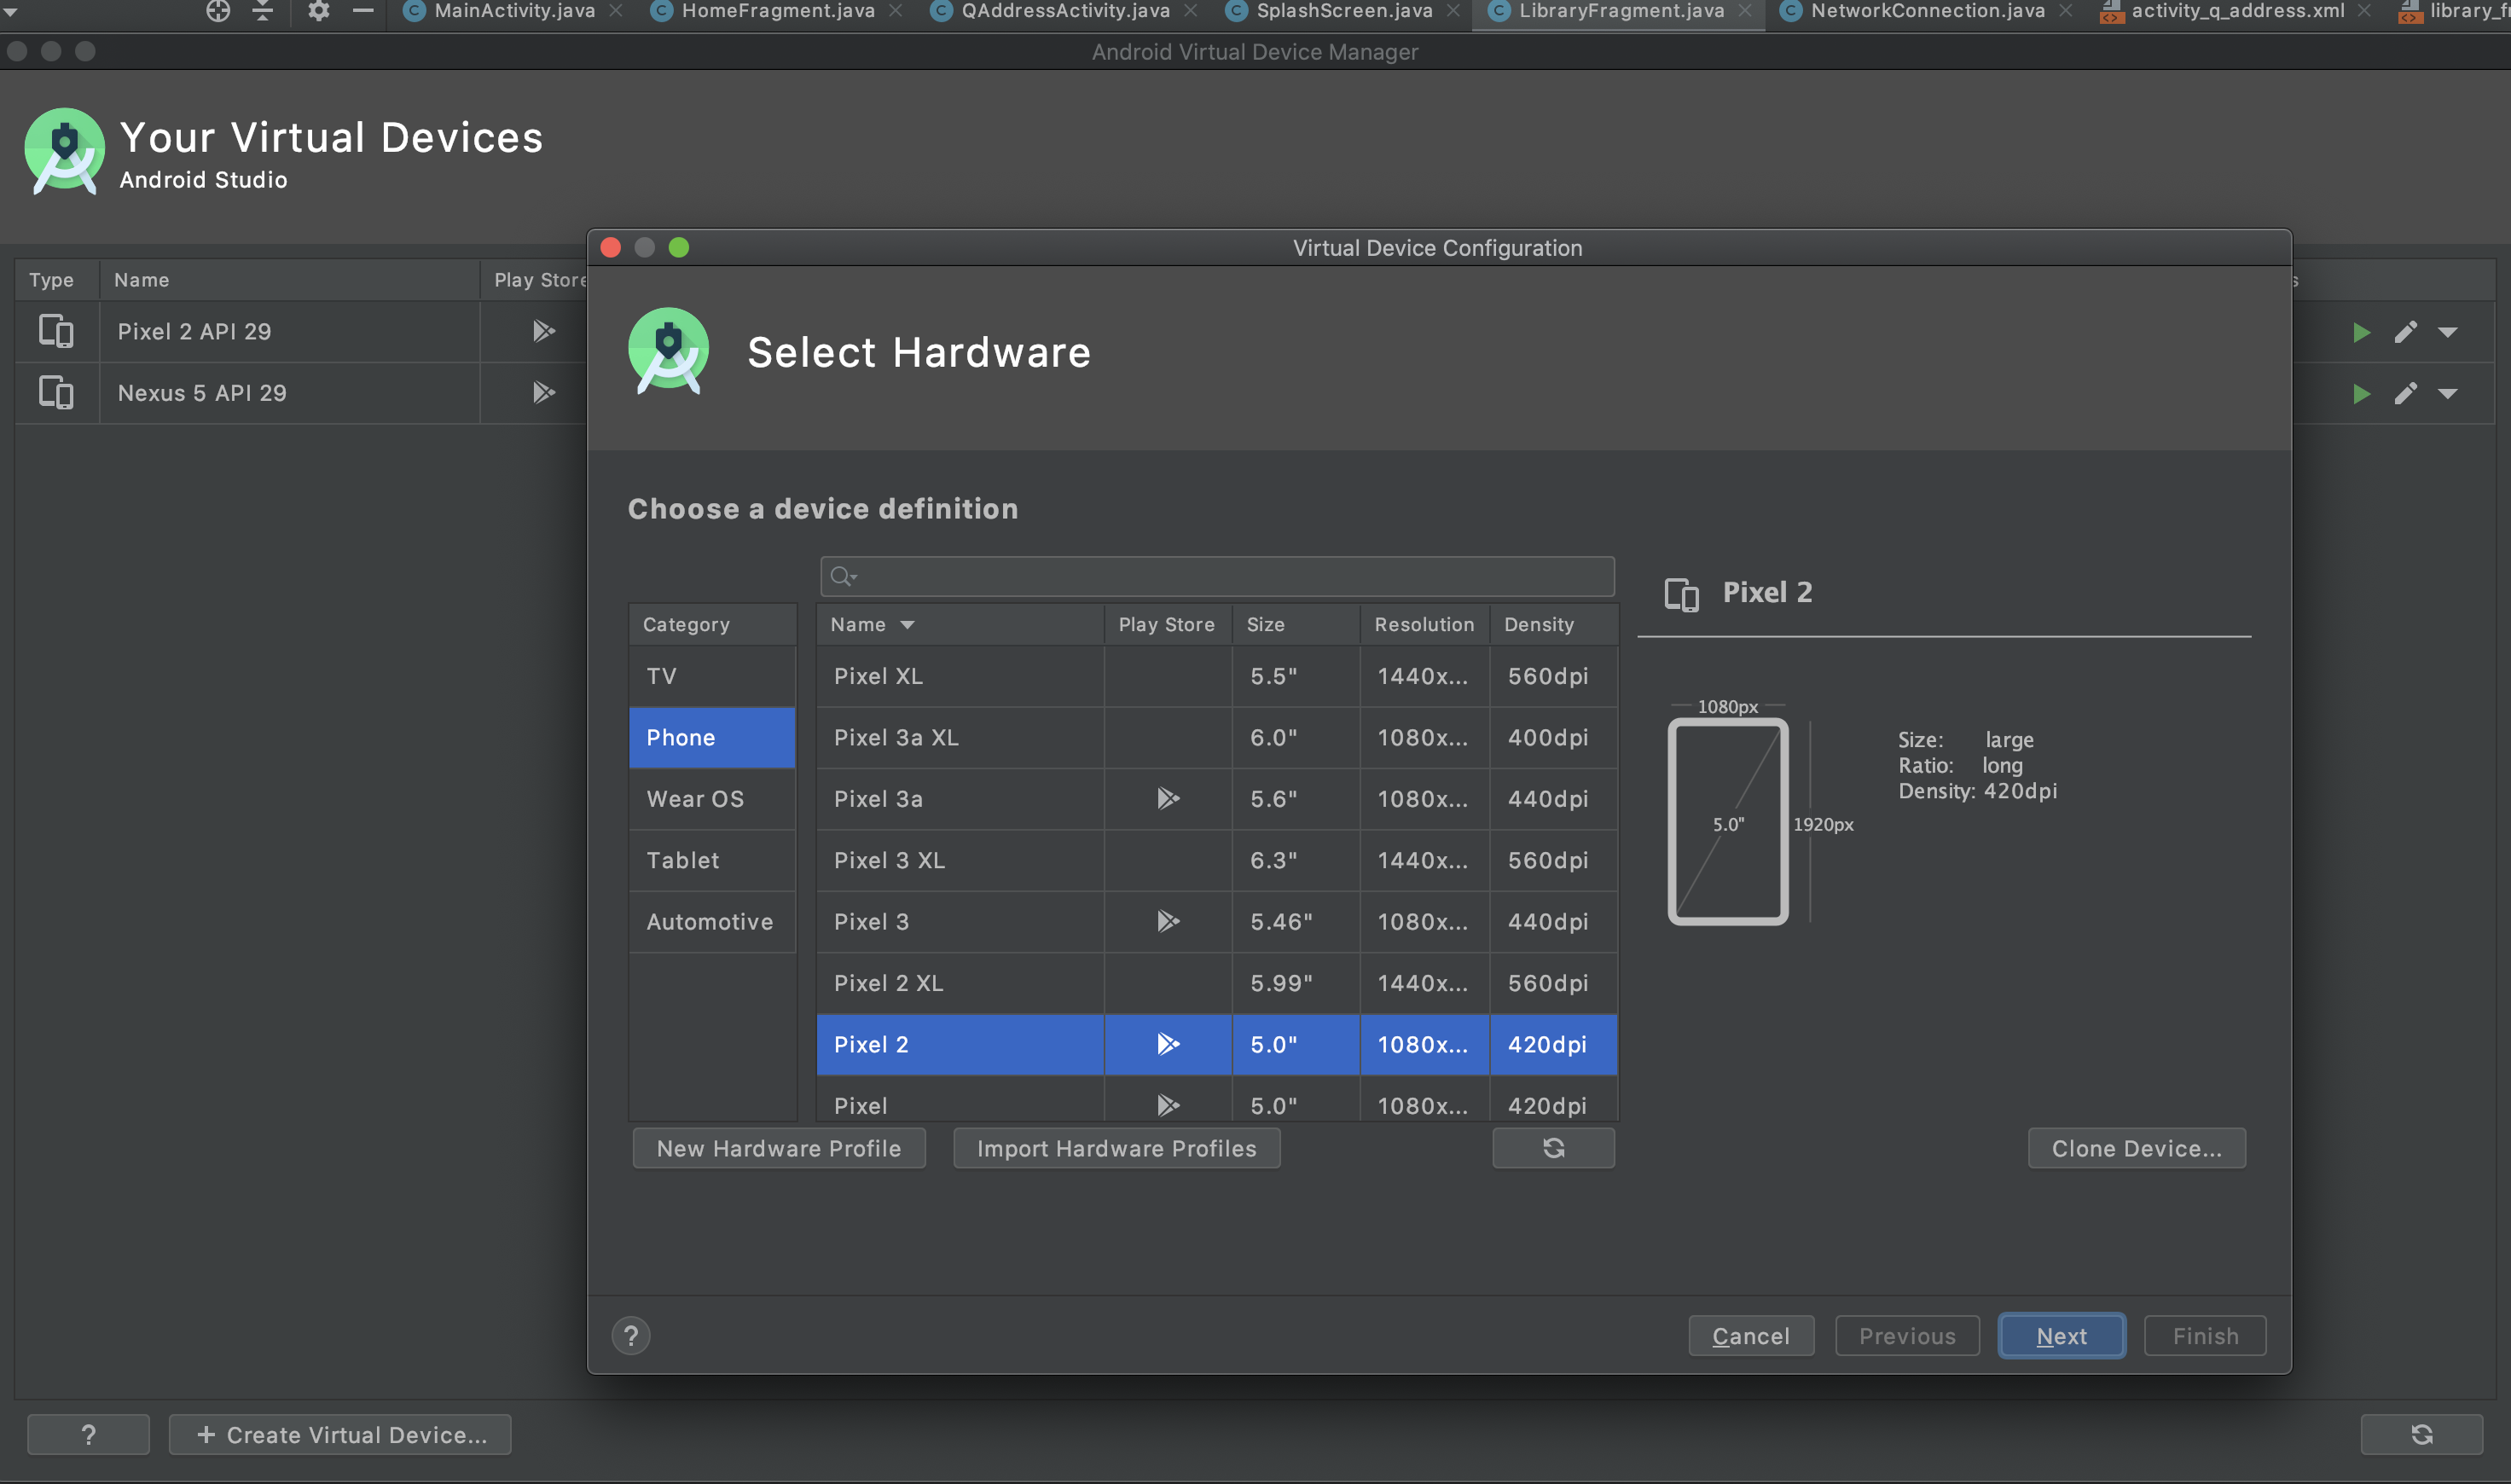 MainActivity.java HomeFragment.java QAddressActivity.java SplashScreen.java LibraryFragment.java NetworkConnection.java activity_q_address.xml
Android Virtual Device Manager
Your Virtual Devices
Android Studio
Type Name Play Store
Pixel 2 API 29
Nexus 5 API 29
Virtual Device Configuration
Select Hardware
Choose a device definition
Category
TV
Phone
Wear OS
Tablet
Automotive
Name Play Store Size Resolution Density
Pixel XL 5.5" 1440x... 560dpi
Pixel 3a XL 6.0" 1080x... 400dpi
Pixel 3a 5.6" 1080x... 440dpi
Pixel 3 XL 6.3" 1440x... 560dpi
Pixel 3 5.46" 1080x... 440dpi
Pixel 2 XL 5.99" 1440x... 560dpi
Pixel 2 5.0" 1080x... 420dpi
Pixel 5.0" 1080x... 420dpi
Pixel 2
1080px
5.0"
1920px
Size: large
Ratio: long
Density: 420dpi
New Hardware Profile Import Hardware Profiles Clone Device...
? Cancel Previous Next Finish
? + Create Virtual Device...